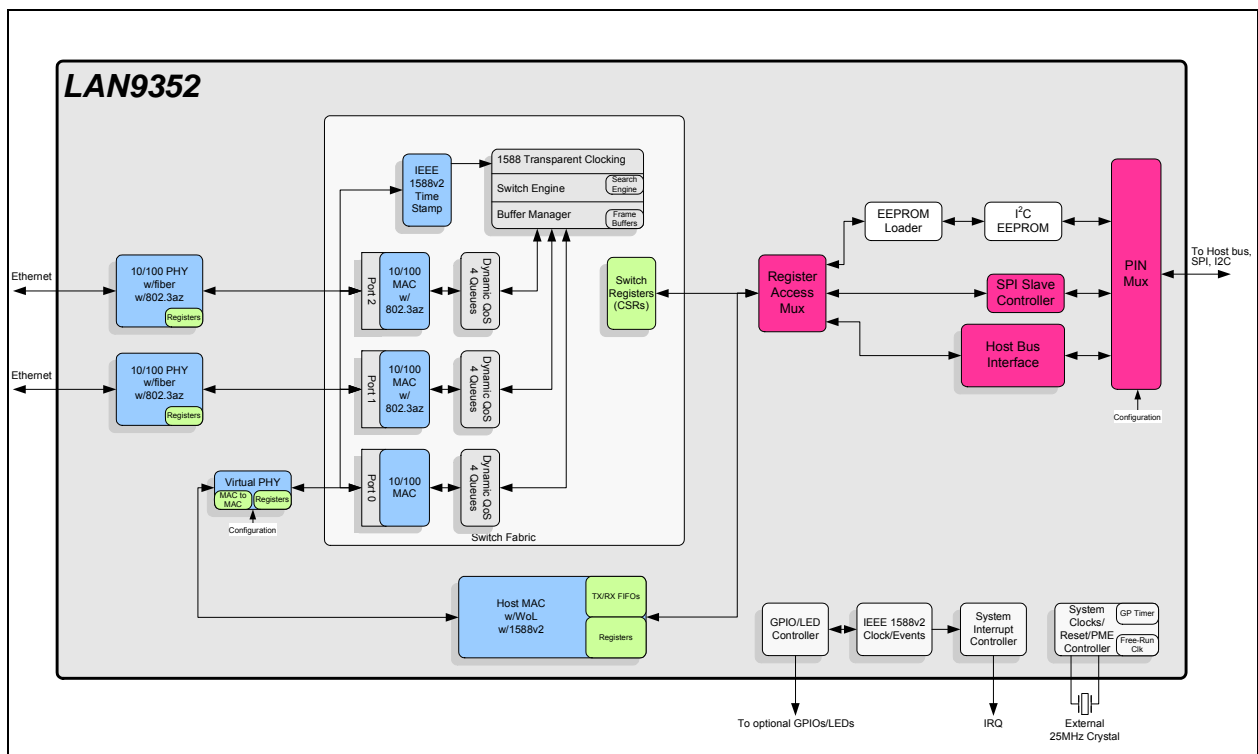 LAN9352
IEEE
1588v2
Time
Stamp
1588 Transparent Clocking
Switch Engine
Search
Engine
Buffer Manager
Frame
Buffers
Ethernet
10/100 PHY
w/fiber
w/802.3az
Registers
Port 2
10/100
MAC
w/
802.3az
Dynamic QoS
4 Queues
Switch
Registers
(CSRs)
Ethernet
10/100 PHY
w/fiber
w/802.3az
Registers
Port 1
10/100
MAC
w/
802.3az
Dynamic QoS
4 Queues
Virtual PHY
MAC to
MAC
Registers
Configuration
Port 0
10/100
MAC
Dynamic QoS
4 Queues
Switch Fabric
Host MAC
w/WoL
w/1588v2
TX/RX FIFOs
Registers
Register
Access
Mux
EEPROM
Loader
I2C
EEPROM
SPI Slave
Controller
Host Bus
Interface
PIN
Mux
To Host bus,
SPI, I2C
Configuration
GPIO/LED
Controller
IEEE 1588v2
Clock/Events
System
Interrupt
Controller
System
Clocks/
Reset/PME
Controller
GP Timer
Free-Run
Clk
To optional GPIOs/LEDs
IRQ
External
25MHz Crystal